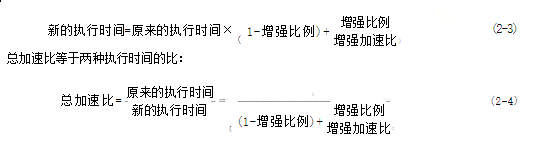 新的执行时间=原来的执行时间×( (1-增强比例)+ 增强比例/增强加速比 (2-3)
总加速比等于两种执行时间的比:
总加速比= 原来的执行时间/新的执行时间 = (1-增强比例)+ 增强比例/增强加速比 (2-4)